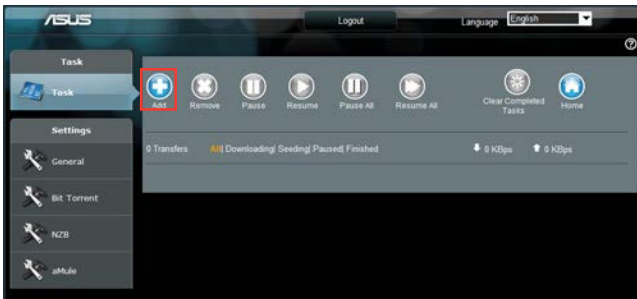 ASUS
Logout
Language English
Task
Task
Add Remove Pause Resume Pause All Resume All Clear Completed Tasks Home
Settings
General
0 Transfers All| Downloading| Seeding| Paused| Finished 0 KBps 0 KBps
Bit Torrent
NZB
aMule